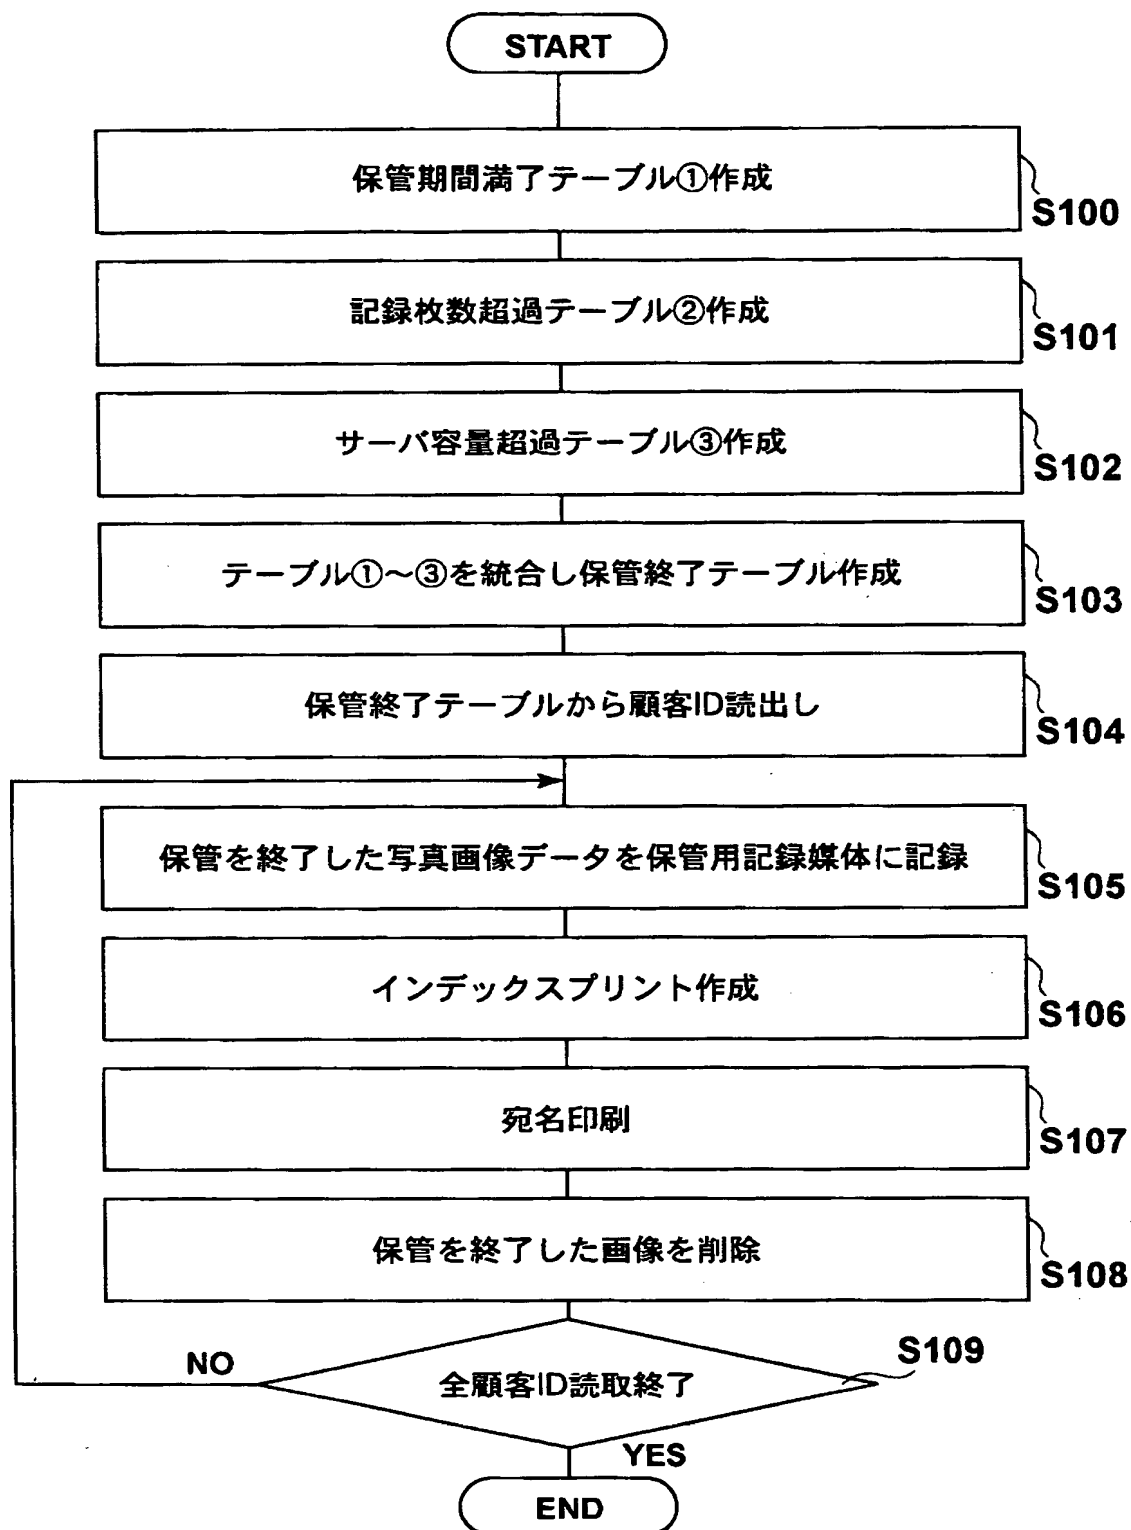 START
保管期間満了テーブル①作成
S100
記録枚数超過テーブル②作成
S101
サーバ容量超過テーブル③作成
S102
テーブル①～③を統合し保管終了テーブル作成
S103
保管終了テーブルから顧客ID読出し
S104
保管を終了した写真画像データを保管用記録媒体に記録
S105
インデックスプリント作成
S106
宛名印刷
S107
保管を終了した画像を削除
S108
NO
全顧客ID読取終了
S109
YES
END